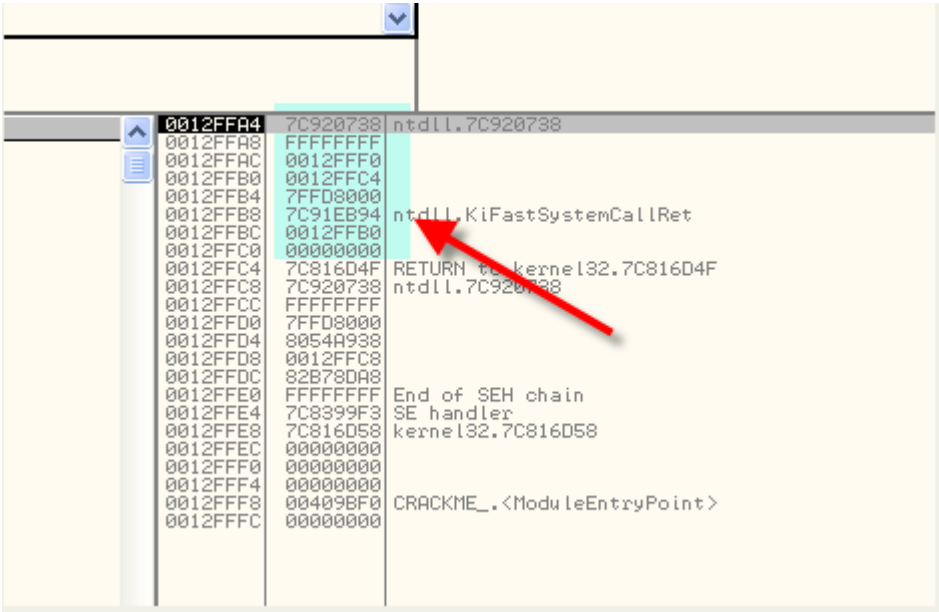 0012FFA4 7C920738 ntdll.7C920738
0012FFA8 FFFFFFFF
0012FFAC 0012FFF0
0012FFB0 0012FFC4
0012FFB4 7FFD8000
0012FFB8 7C91EB94 ntdll.KiFastSystemCallRet
0012FFBC 0012FFB0
0012FFC0 00000000
0012FFC4 7C816D4F RETURN to kernel32.7C816D4F
0012FFC8 7C920738 ntdll.7C920738
0012FFCC FFFFFFFF
0012FFD0 7FFD8000
0012FFD4 8054A938
0012FFD8 0012FFC8
0012FFDC 82B78DA8
0012FFE0 FFFFFFFF End of SEH chain
0012FFE4 7C8399F3 SE handler
0012FFE8 7C816D58 kernel32.7C816D58
0012FFEC 00000000
0012FFF0 00000000
0012FFF4 00000000
0012FFF8 00409BF0 CRACKME_.<ModuleEntryPoint>
0012FFFC 00000000